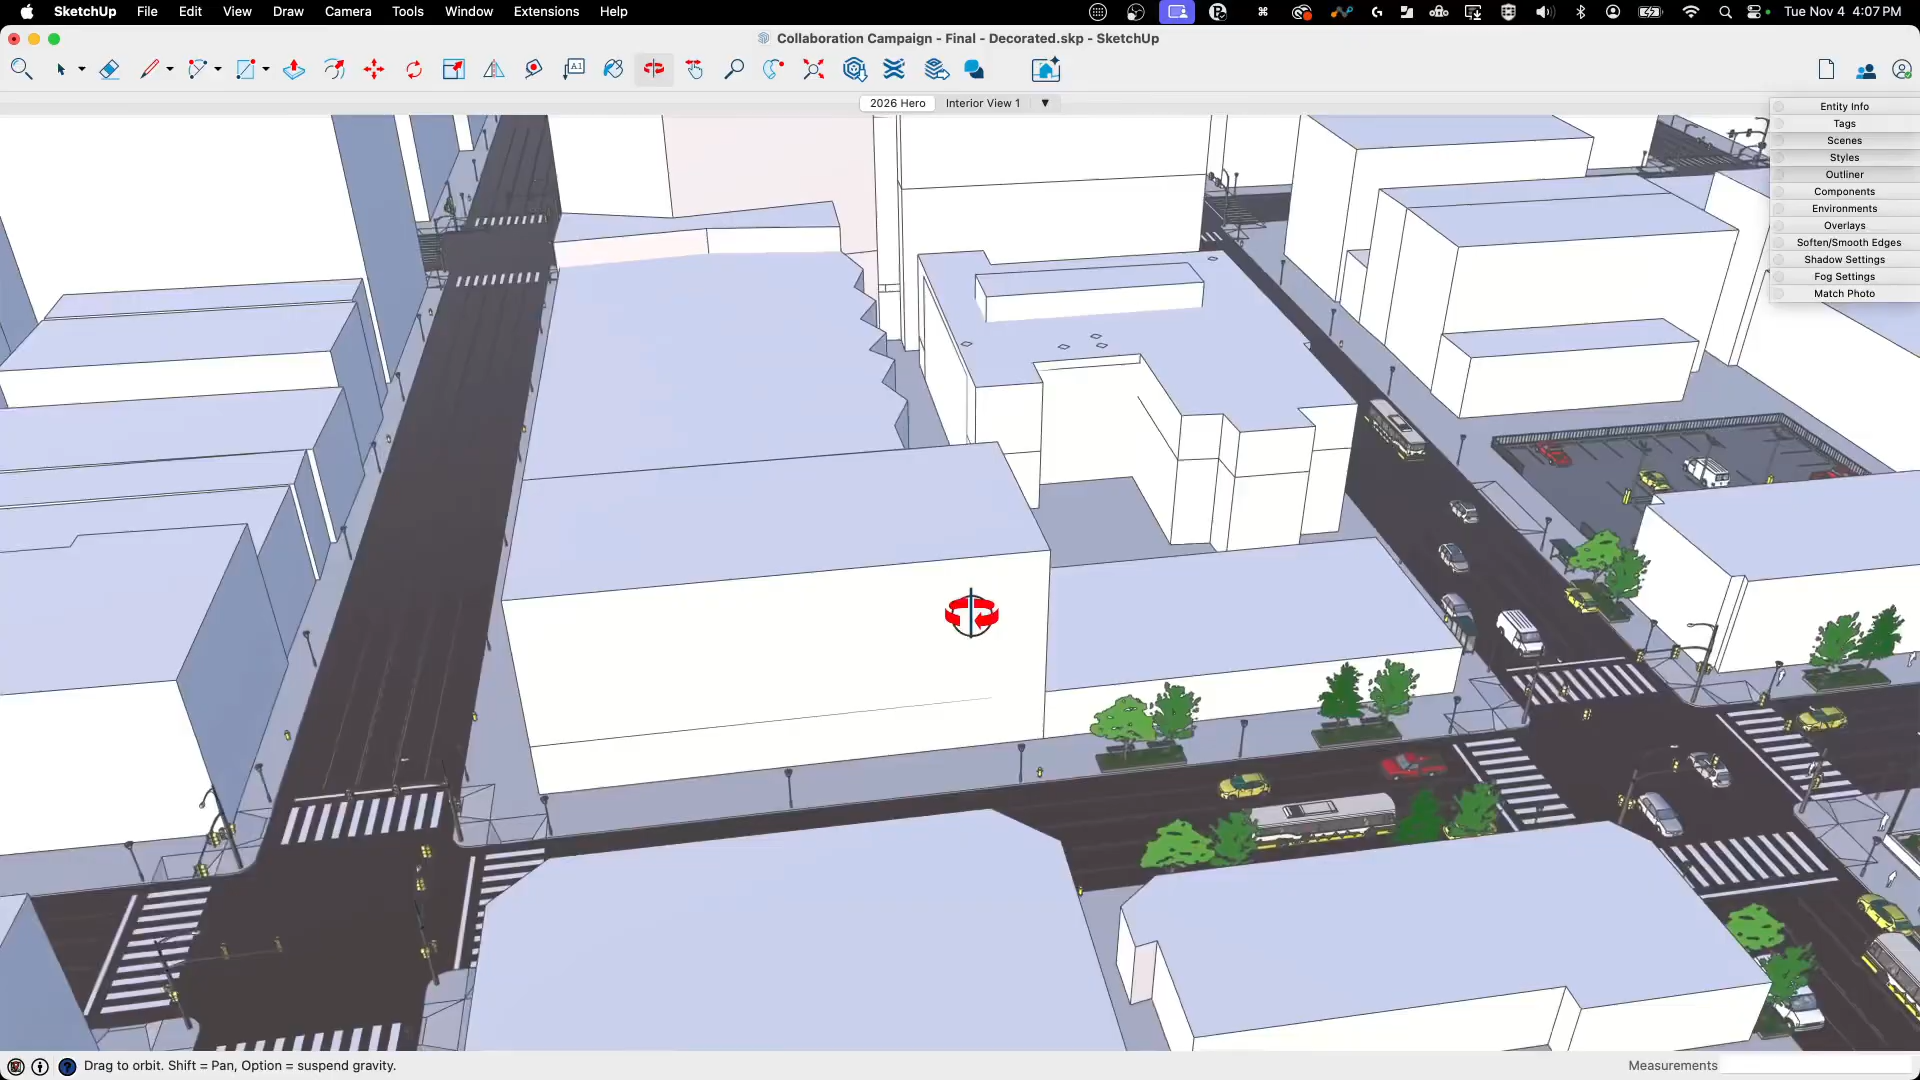 SketchUp File Edit View Draw Camera Tools Window Extensions Help Tue Nov 4 4:07 PM
Collaboration Campaign - Final - Decorated.skp - SketchUp
A1
2026 Hero Interior View 1
Entity Info
Tags
Scenes
Styles
Outliner
Components
Environments
Overlays
Soften/Smooth Edges
Shadow Settings
Fog Settings
Match Photo
Drag to orbit. Shift = Pan, Option = suspend gravity. Measurements